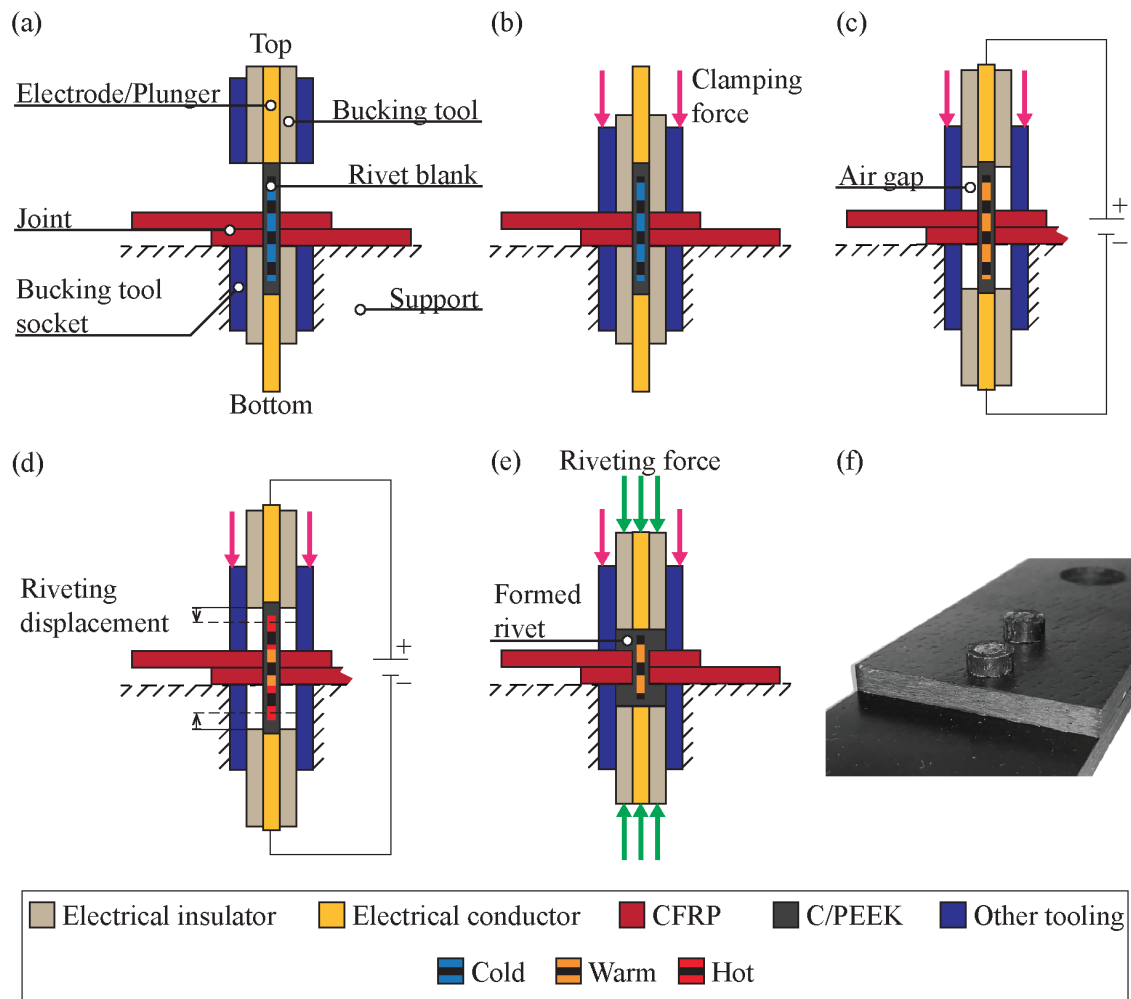 (a)
Top
Electrode/Plunger
Bucking tool
Rivet blank
Joint
Bucking tool
socket
Support
Bottom
(b)
Clamping
force
(c)
Air gap
+
−
(d)
Riveting
displacement
+
−
(e)
Riveting force
Formed
rivet
(f)
Electrical insulator
Electrical conductor
CFRP
C/PEEK
Other tooling
Cold
Warm
Hot